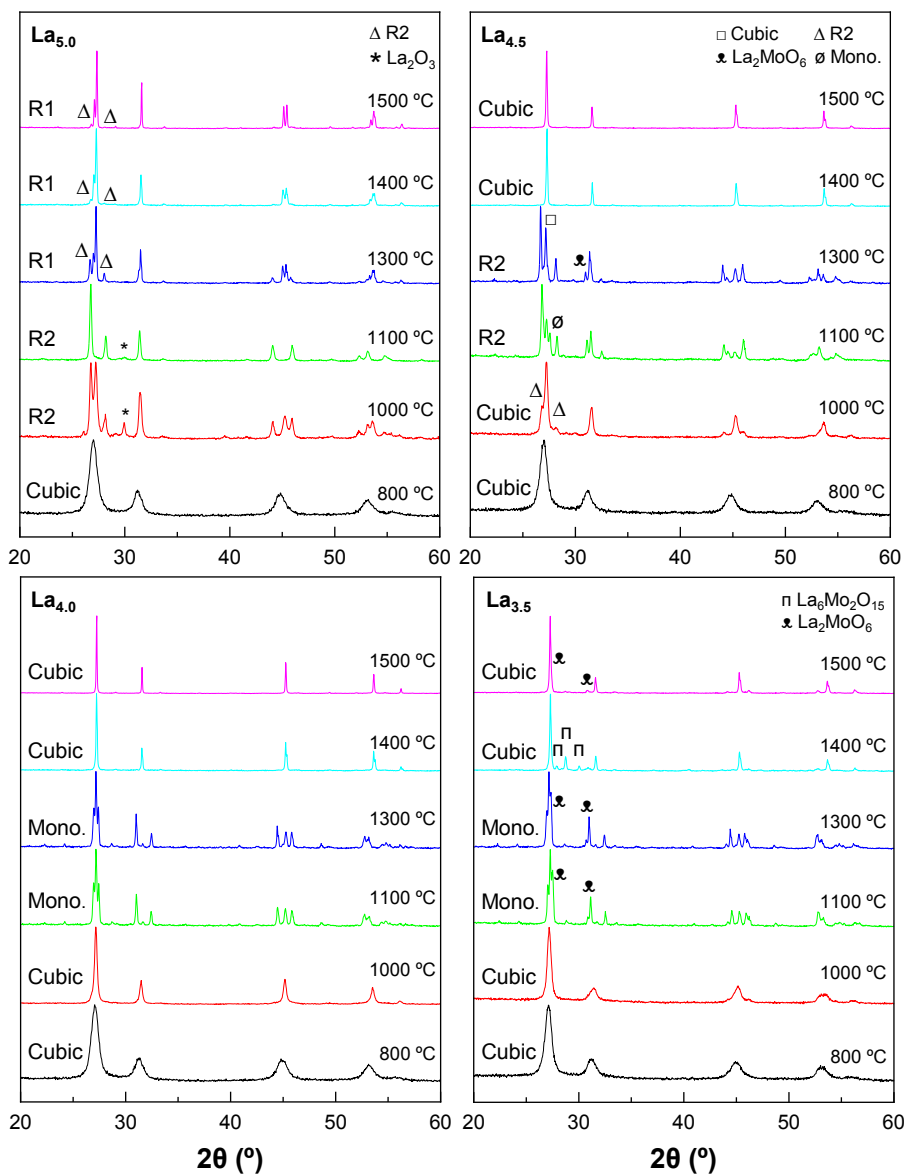 La5.0
Δ R2
* La2O3
R1
Δ
Δ
1500 ºC
R1
Δ
Δ
1400 ºC
R1
Δ
Δ
1300 ºC
R2
*
1100 ºC
R2
*
1000 ºC
Cubic
800 ºC
20 30 40 50 60
La4.5
□ Cubic Δ R2
ᴥ La2MoO6 ø Mono.
Cubic
1500 ºC
Cubic
1400 ºC
R2
□
ᴥ
1300 ºC
R2
ø
1100 ºC
Cubic
Δ
Δ
1000 ºC
Cubic
800 ºC
20 30 40 50 60
La4.0
Cubic
1500 ºC
Cubic
1400 ºC
Mono.
1300 ºC
Mono.
1100 ºC
Cubic
1000 ºC
Cubic
800 ºC
20 30 40 50 60
2θ (º)
La3.5
п La6Mo2O15
ᴥ La2MoO6
Cubic
ᴥ
ᴥ
1500 ºC
Cubic
п
п п
1400 ºC
Mono.
ᴥ
ᴥ
1300 ºC
Mono.
ᴥ
ᴥ
1100 ºC
Cubic
1000 ºC
Cubic
800 ºC
20 30 40 50 60
2θ (º)